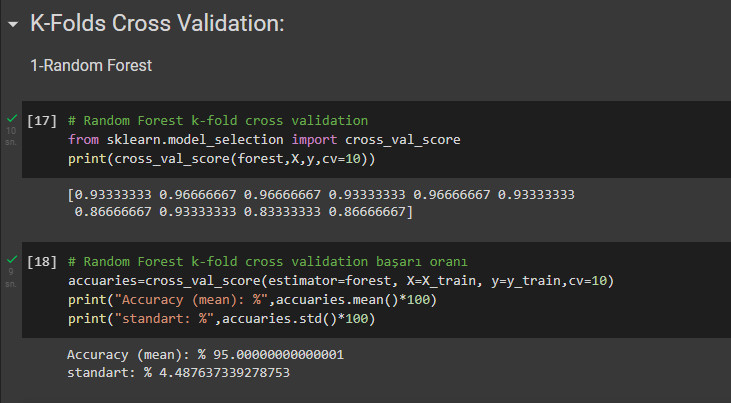 K-Folds Cross Validation:
1-Random Forest
[17] # Random Forest k-fold cross validation
10
sn.
from sklearn.model_selection import cross_val_score
print(cross_val_score(forest,X,y,cv=10))
[0.93333333 0.96666667 0.96666667 0.93333333 0.96666667 0.93333333
0.86666667 0.93333333 0.83333333 0.86666667]
[18] # Random Forest k-fold cross validation başarı oranı
9
sn.
accuaries=cross_val_score(estimator=forest, X=X_train, y=y_train,cv=10)
print("Accuracy (mean): %",accuaries.mean()*100)
print("standart: %",accuaries.std()*100)
Accuracy (mean): % 95.00000000000001
standart: % 4.487637339278753